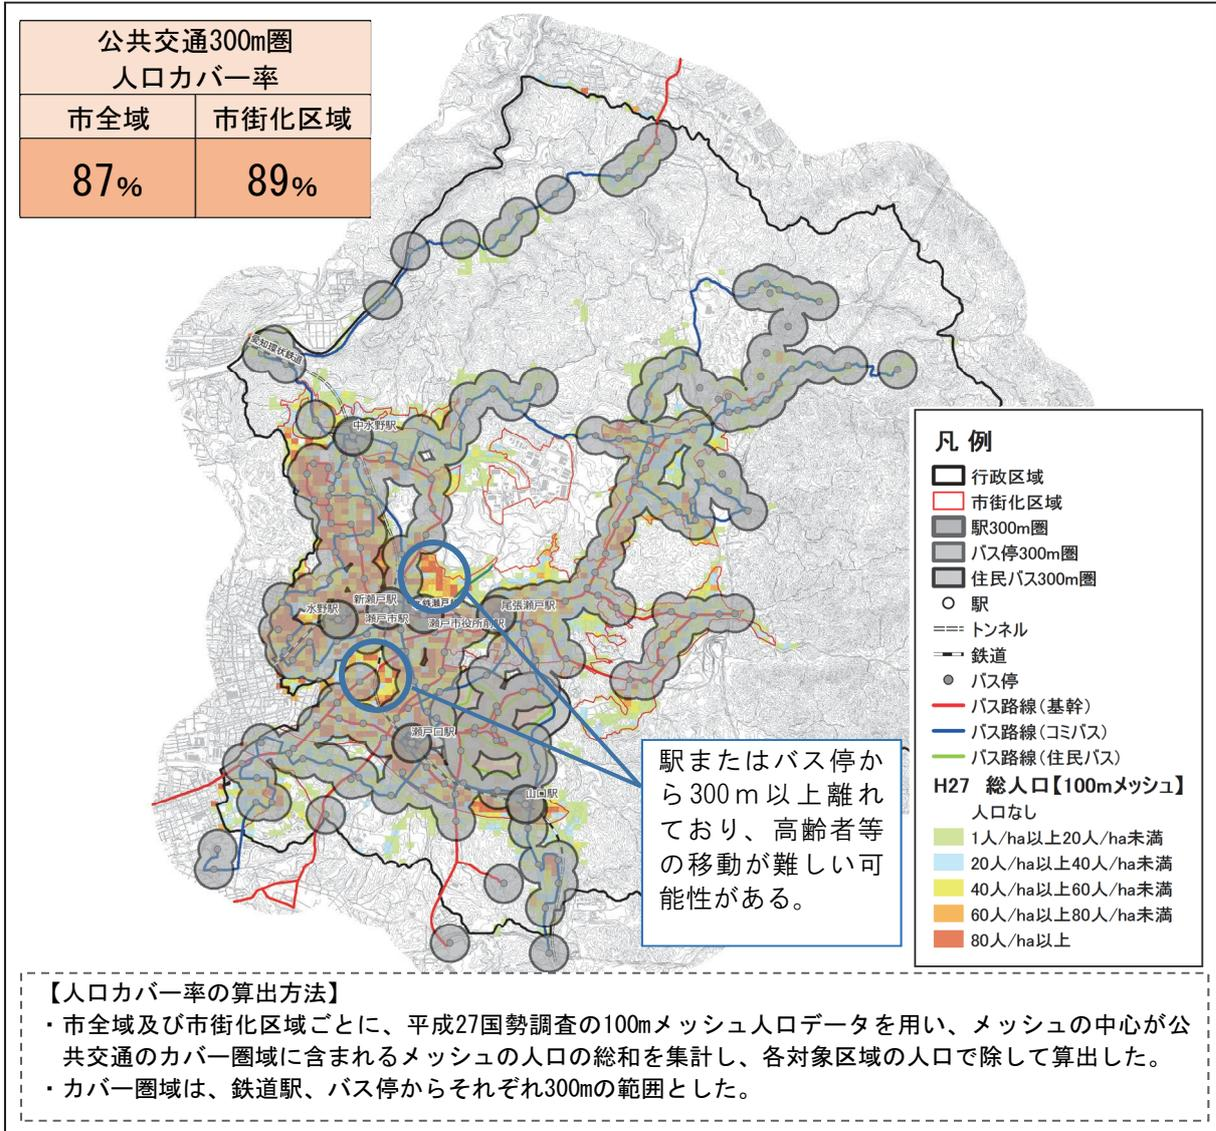 公共交通300m圏
人口カバー率
市全域
市街化区域
87%
89%
愛知環状鉄道
中水野駅
新瀬戸駅
水野駅
瀬戸市駅
瀬戸市役所前駅
尾張瀬戸駅
瀬戸口駅
山口駅
駅またはバス停か
ら300m以上離れ
ており、高齢者等
の移動が難しい可
能性がある。
凡例
行政区域
市街化区域
駅300m圏
バス停300m圏
住民バス300m圏
駅
トンネル
鉄道
バス停
バス路線(基幹)
バス路線(コミバス)
バス路線(住民バス)
H27 総人口【100mメッシュ】
人口なし
1人/ha以上20人/ha未満
20人/ha以上40人/ha未満
40人/ha以上60人/ha未満
60人/ha以上80人/ha未満
80人/ha以上
【人口カバー率の算出方法】
・市全域及び市街化区域ごとに、平成27国勢調査の100mメッシュ人口データを用い、メッシュの中心が公
共交通のカバー圏域に含まれるメッシュの人口の総和を集計し、各対象区域の人口で除して算出した。
・カバー圏域は、鉄道駅、バス停からそれぞれ300mの範囲とした。